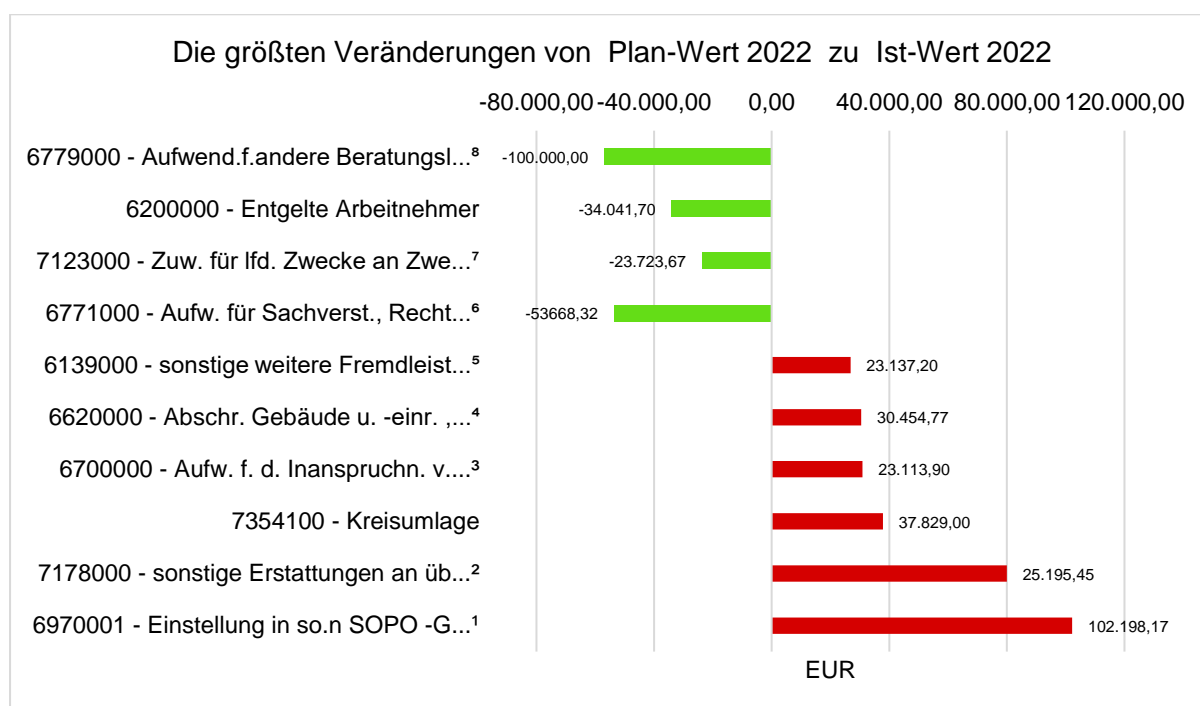 Die größten Veränderungen von Plan-Wert 2022 zu Ist-Wert 2022
-80.000,00 -40.000,00 0,00 40.000,00 80.000,00 120.000,00
6779000 - Aufwend.f.andere Beratungsl...⁸ -100.000,00
6200000 - Entgelte Arbeitnehmer -34.041,70
7123000 - Zuw. für lfd. Zwecke an Zwe...⁷ -23.723,67
6771000 - Aufw. für Sachverst., Recht...⁶ -53668,32
6139000 - sonstige weitere Fremdleist...⁵ 23.137,20
6620000 - Abschr. Gebäude u. -einr. ,...⁴ 30.454,77
6700000 - Aufw. f. d. Inanspruchn. v....³ 23.113,90
7354100 - Kreisumlage 37.829,00
7178000 - sonstige Erstattungen an üb...² 25.195,45
6970001 - Einstellung in so.n SOPO -G...¹ 102.198,17
EUR